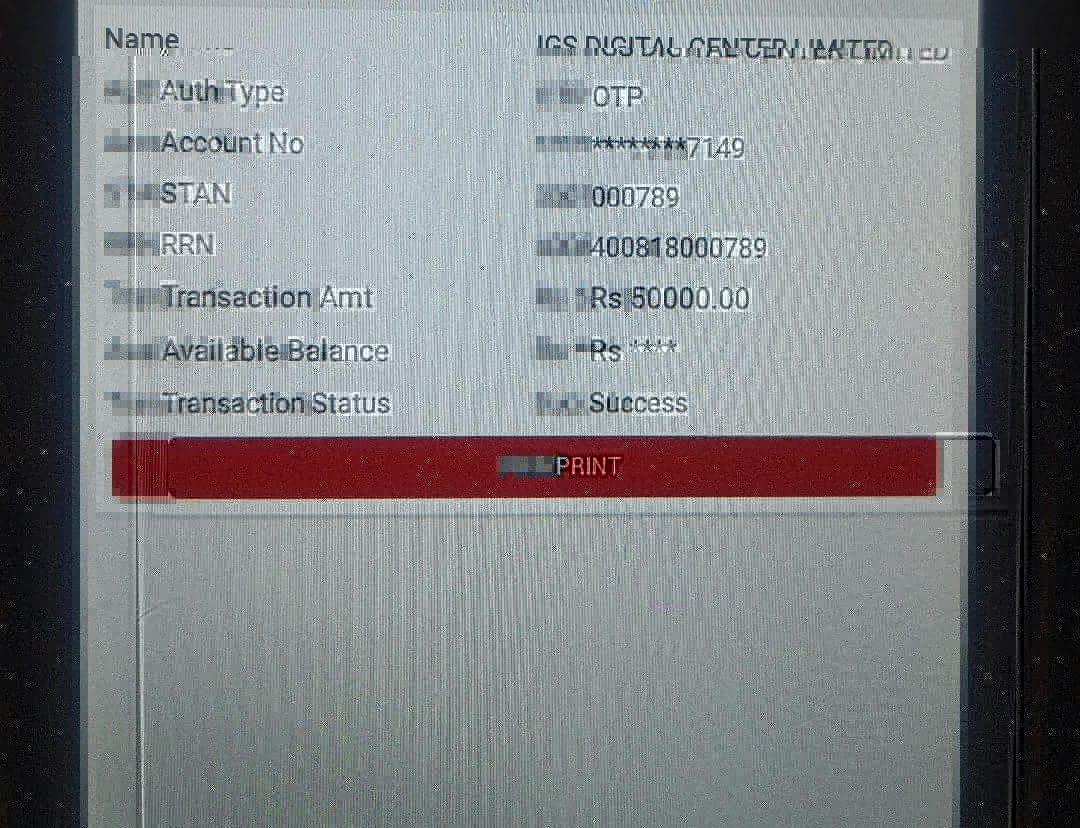 Name IGS DIGITAL CENTER LIMITED
Auth Type OTP
Account No ********7149
STAN 000789
RRN 400818000789
Transaction Amt Rs 50000.00
Available Balance Rs ****
Transaction Status Success
PRINT